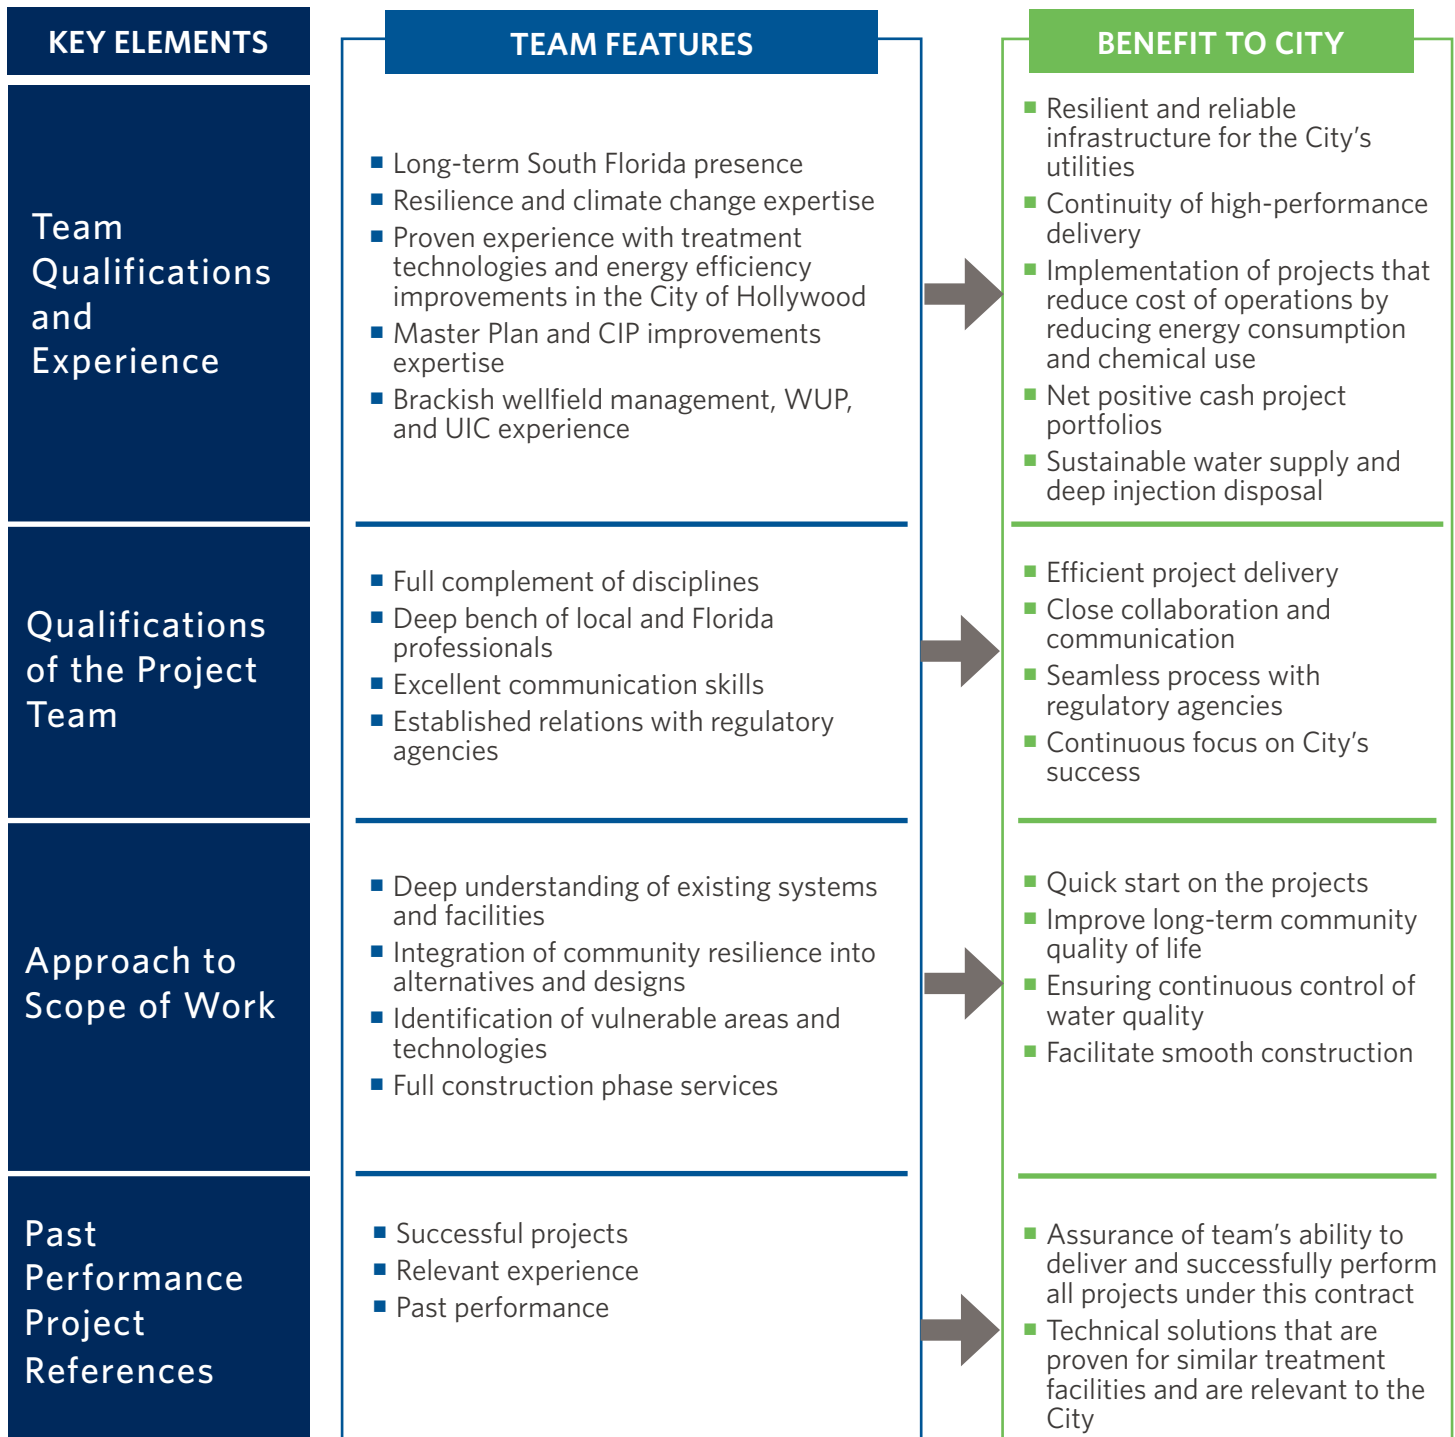 KEY ELEMENTS
TEAM FEATURES
BENEFIT TO CITY
Team
Qualifications
and
Experience
Long-term South Florida presence
Resilience and climate change expertise
Proven experience with treatment
technologies and energy efficiency
improvements in the City of Hollywood
Master Plan and CIP improvements
expertise
Brackish wellfield management, WUP,
and UIC experience
Resilient and reliable
infrastructure for the City’s
utilities
Continuity of high-performance
delivery
Implementation of projects that
reduce cost of operations by
reducing energy consumption
and chemical use
Net positive cash project
portfolios
Sustainable water supply and
deep injection disposal
Qualifications
of the Project
Team
Full complement of disciplines
Deep bench of local and Florida
professionals
Excellent communication skills
Established relations with regulatory
agencies
Efficient project delivery
Close collaboration and
communication
Seamless process with
regulatory agencies
Continuous focus on City’s
success
Approach to
Scope of Work
Deep understanding of existing systems
and facilities
Integration of community resilience into
alternatives and designs
Identification of vulnerable areas and
technologies
Full construction phase services
Quick start on the projects
Improve long-term community
quality of life
Ensuring continuous control of
water quality
Facilitate smooth construction
Past
Performance
Project
References
Successful projects
Relevant experience
Past performance
Assurance of team’s ability to
deliver and successfully perform
all projects under this contract
Technical solutions that are
proven for similar treatment
facilities and are relevant to the
City